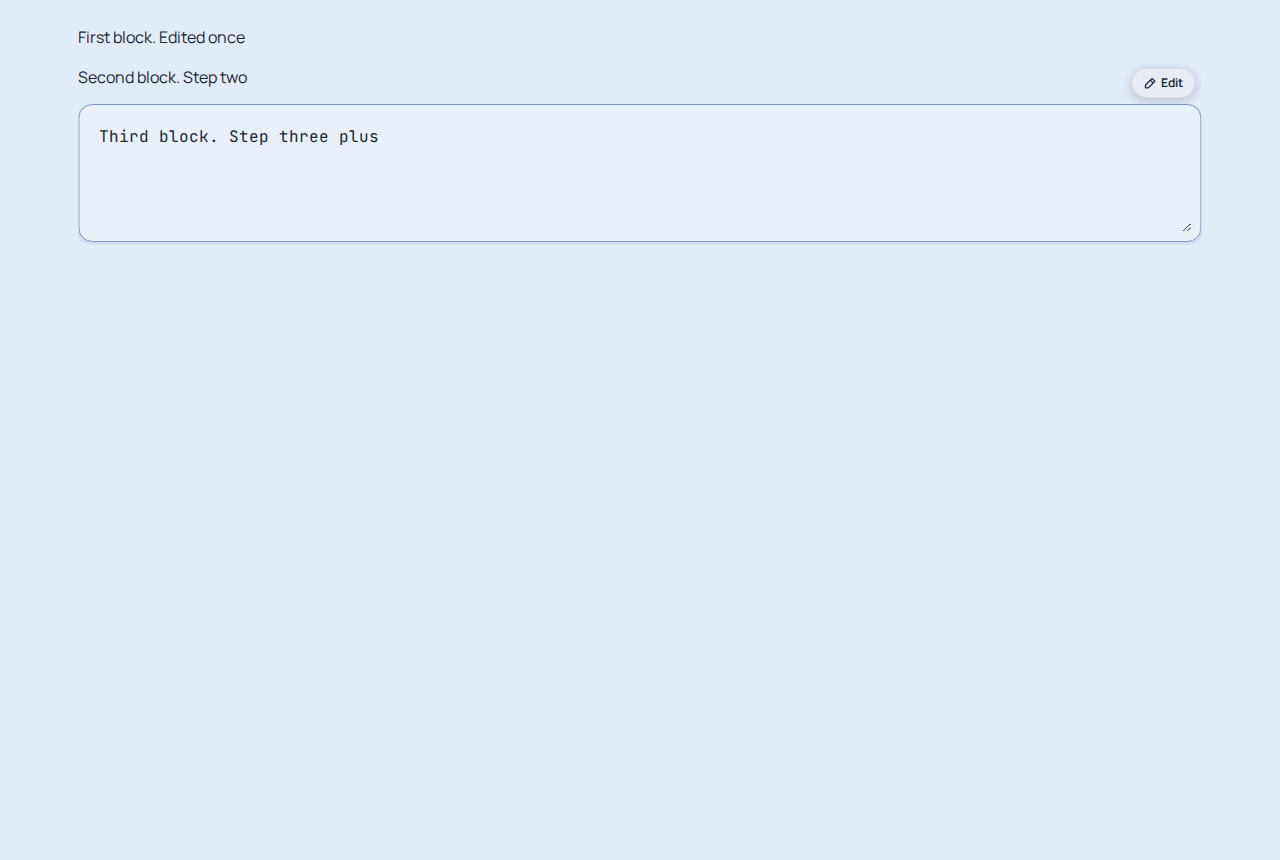 First block. Edited once
Second block. Step two
Edit
Third block. Step three plus